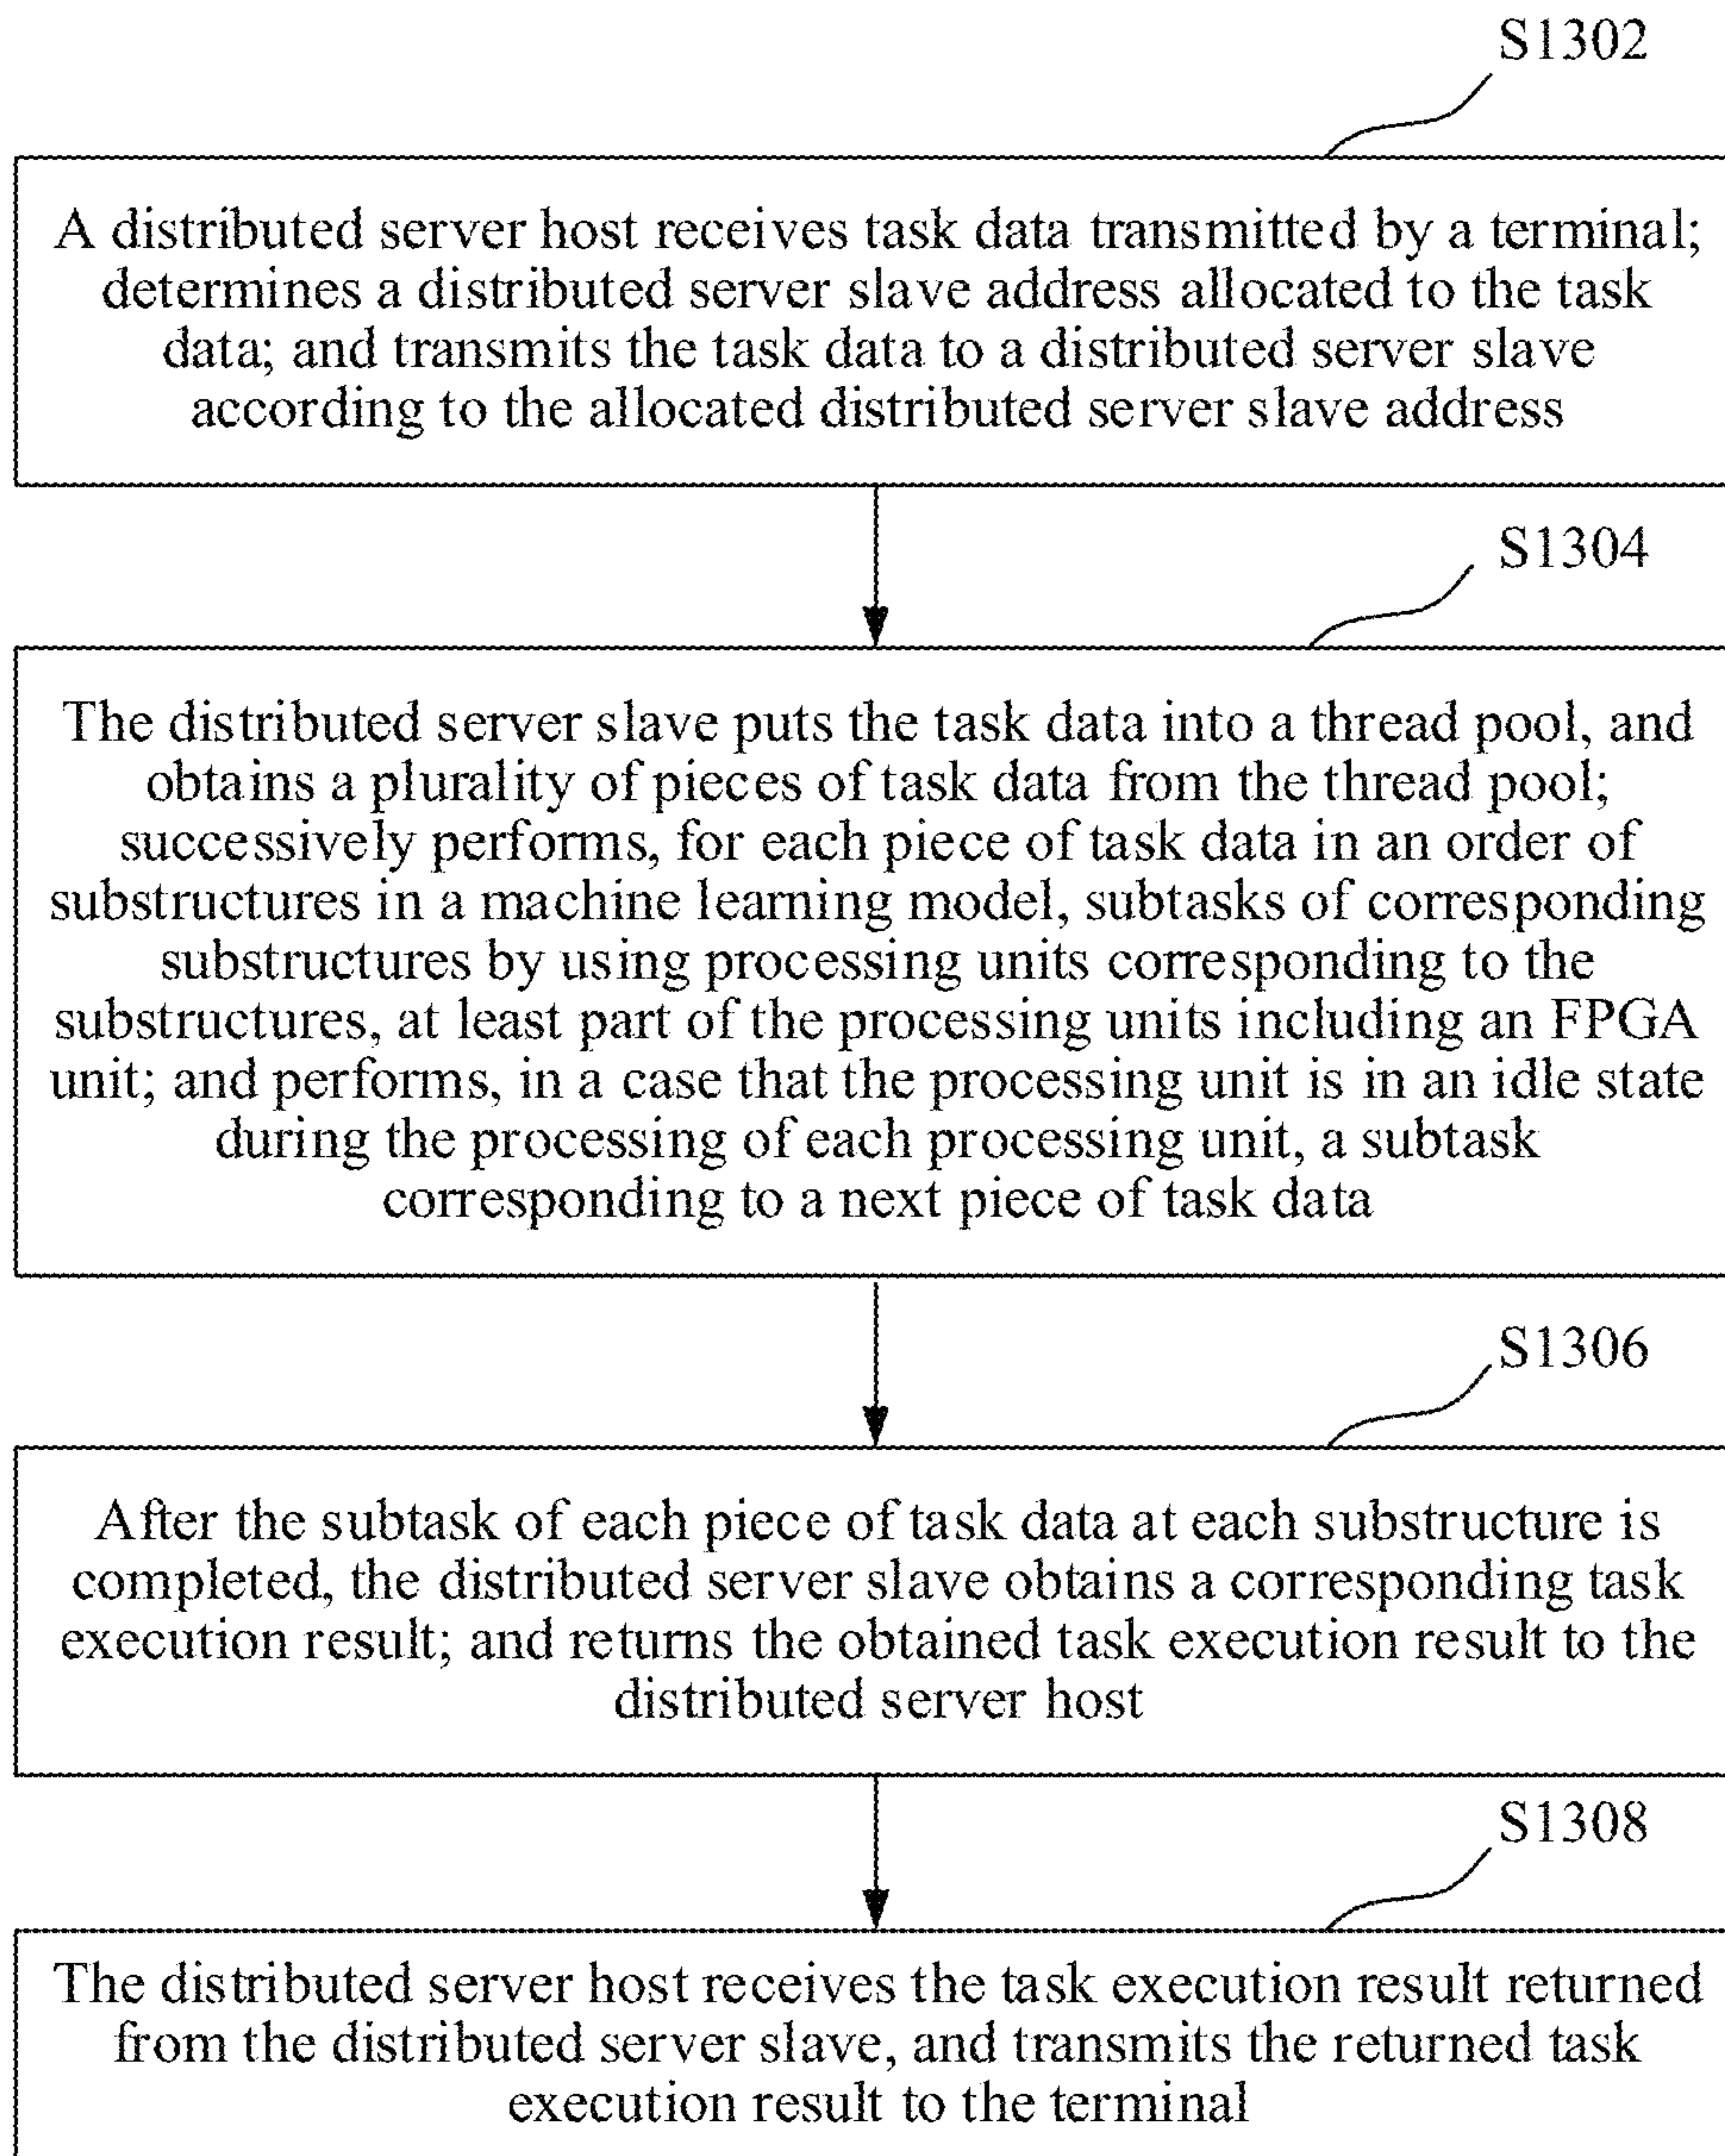 S1302
A distributed server host receives task data transmitted by a terminal;
determines a distributed server slave address allocated to the task
data; and transmits the task data to a distributed server slave
according to the allocated distributed server slave address
S1304
The distributed server slave puts the task data into a thread pool, and
obtains a plurality of pieces of task data from the thread pool;
successively performs, for each piece of task data in an order of
substructures in a machine learning model, subtasks of corresponding
substructures by using processing units corresponding to the
substructures, at least part of the processing units including an FPGA
unit; and performs, in a case that the processing unit is in an idle state
during the processing of each processing unit, a subtask
corresponding to a next piece of task data
S1306
After the subtask of each piece of task data at each substructure is
completed, the distributed server slave obtains a corresponding task
execution result; and returns the obtained task execution result to the
distributed server host
S1308
The distributed server host receives the task execution result returned
from the distributed server slave, and transmits the returned task
execution result to the terminal